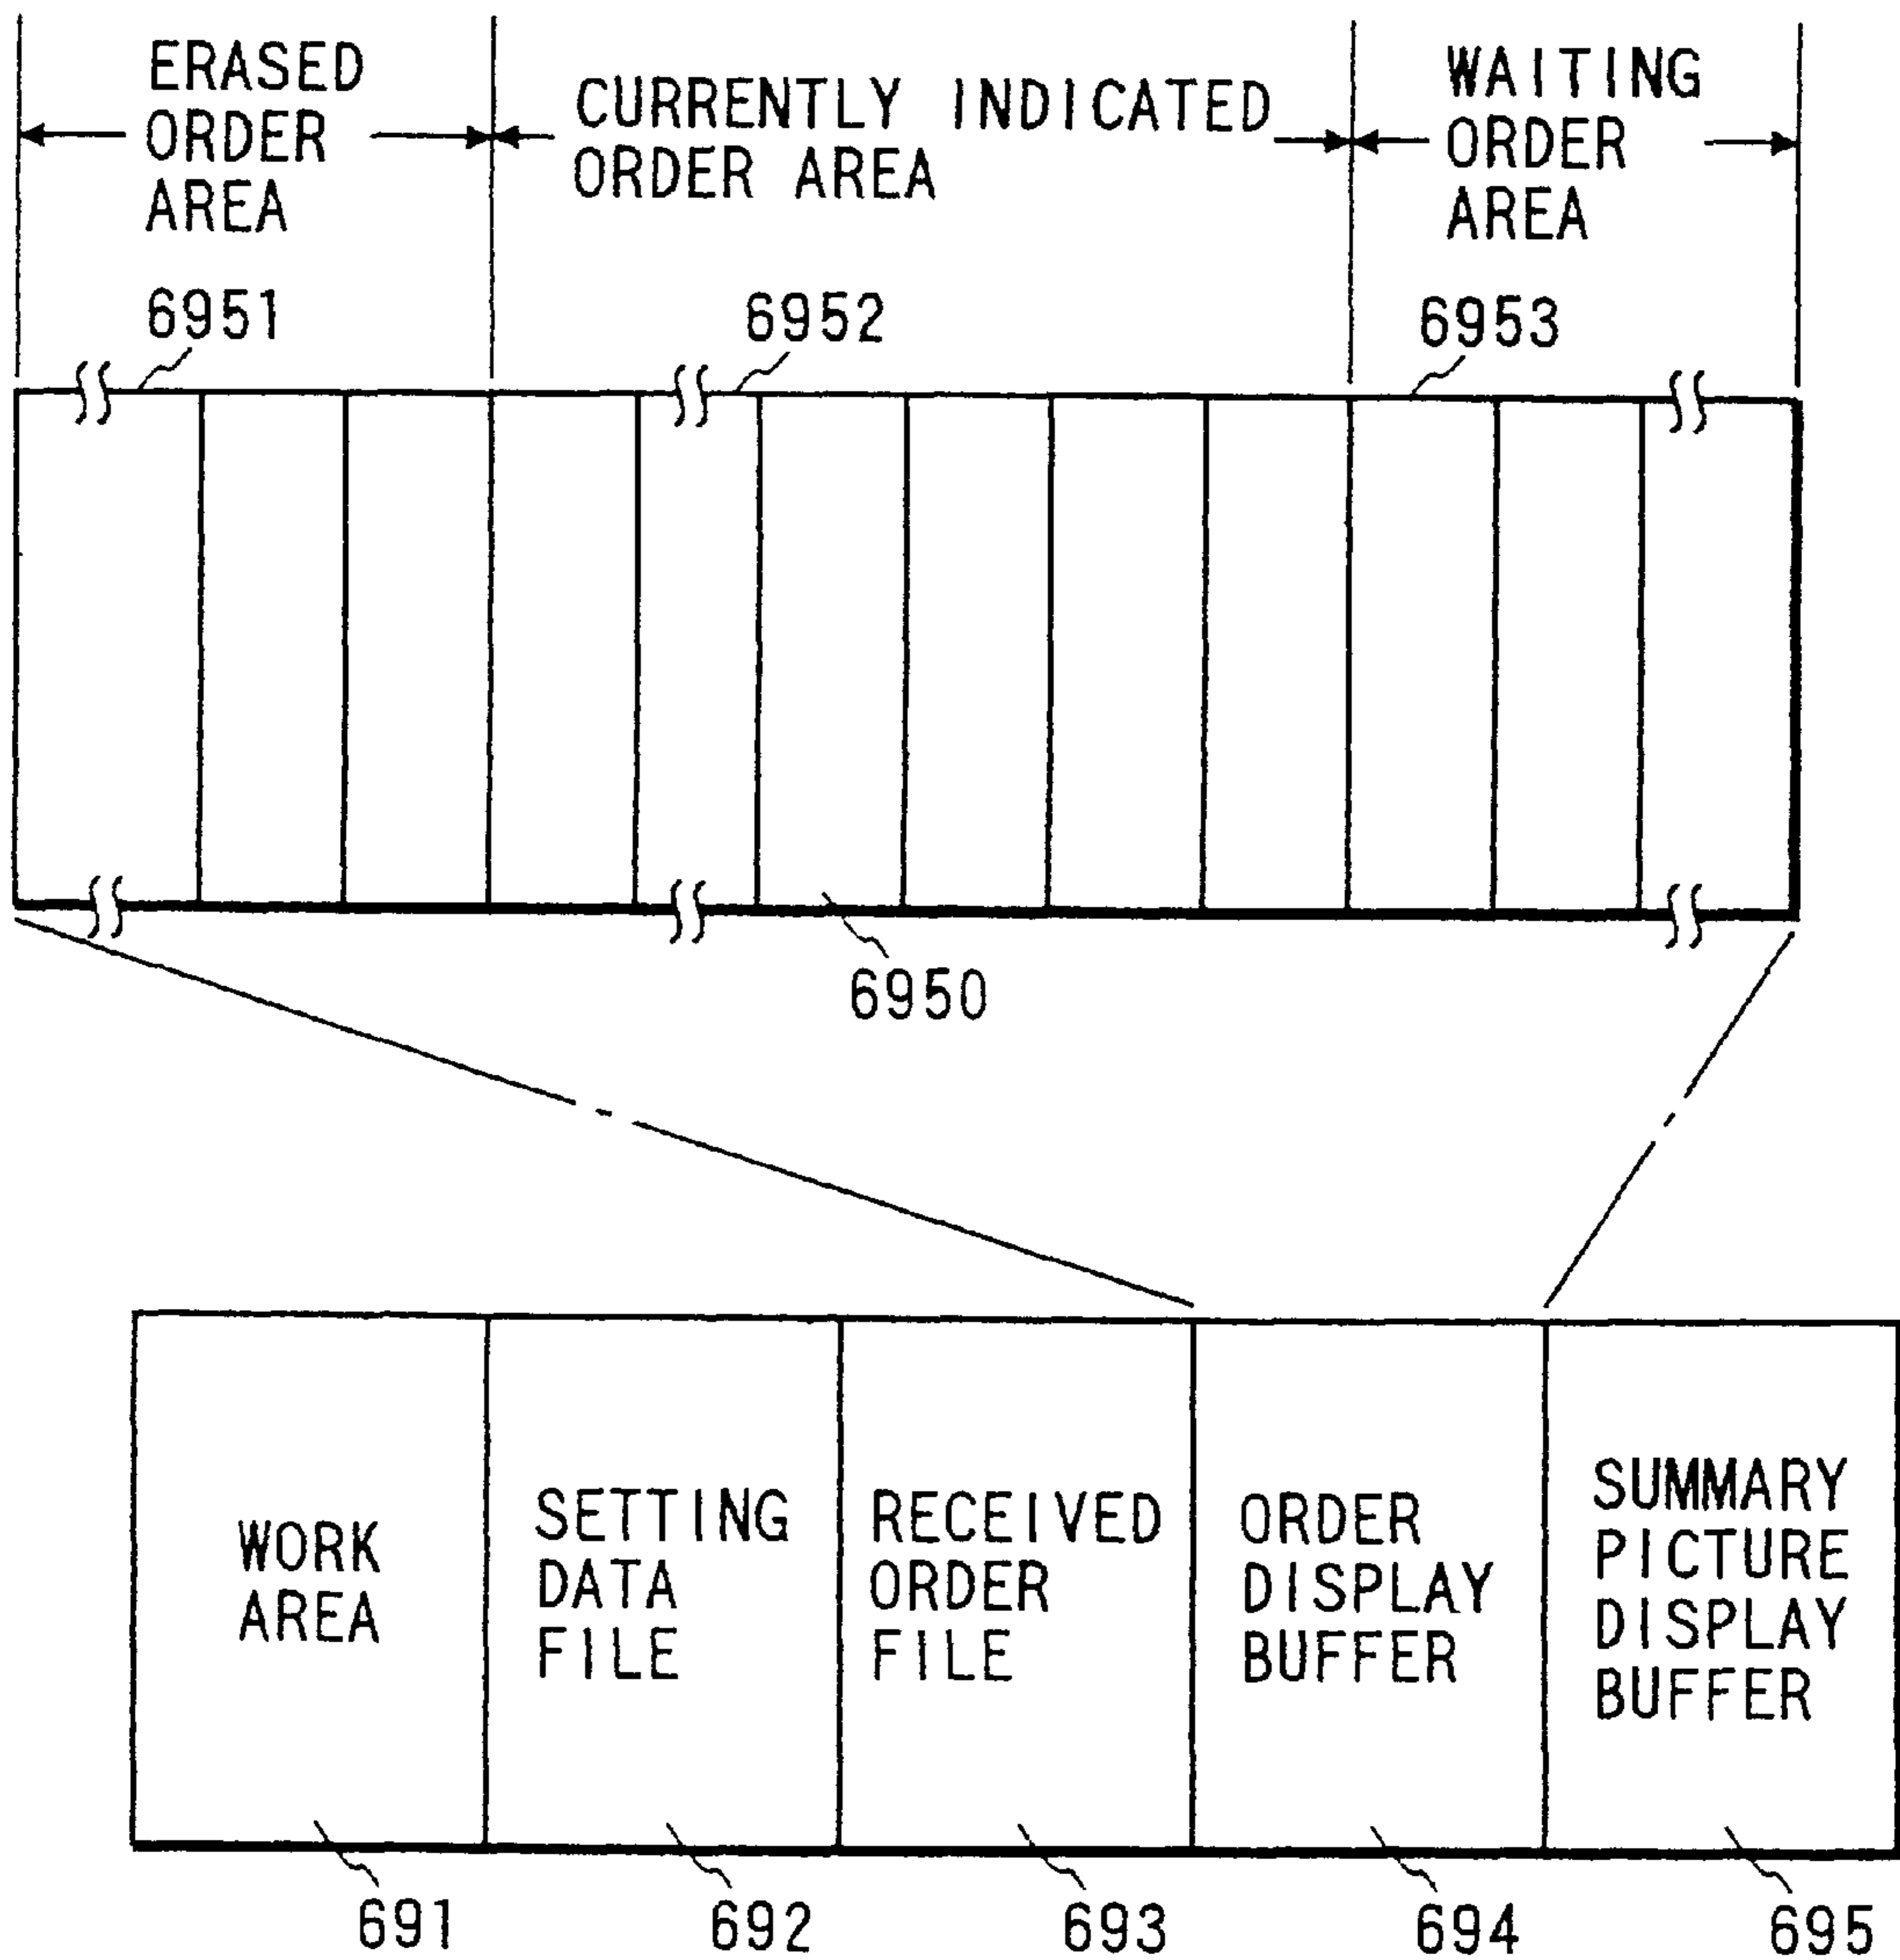 ERASED
ORDER
AREA
CURRENTLY INDICATED
ORDER AREA
WAITING
ORDER
AREA
6951
6952
6953
6950
WORK
AREA
SETTING
DATA
FILE
RECEIVED
ORDER
FILE
ORDER
DISPLAY
BUFFER
SUMMARY
PICTURE
DISPLAY
BUFFER
691
692
693
694
695